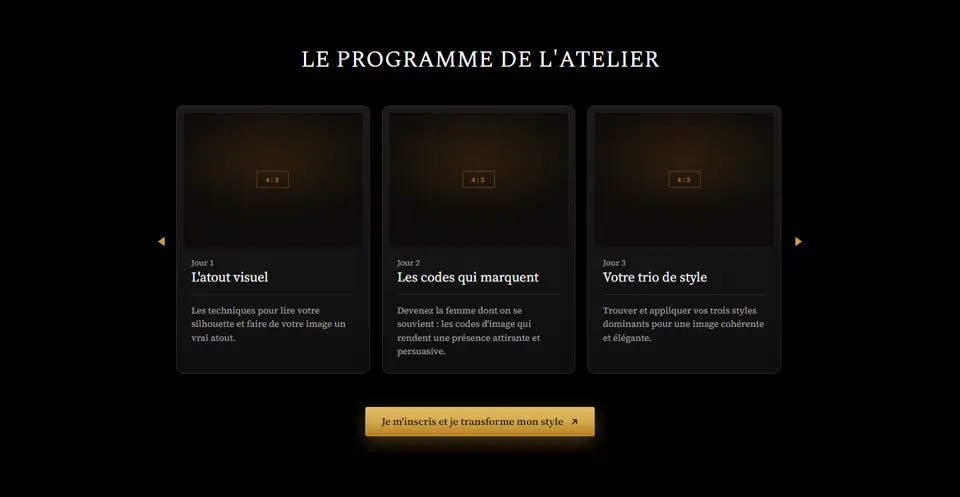 LE PROGRAMME DE L'ATELIER
4:3
4:3
4:3
Jour 1
L'atout visuel
Les techniques pour lire votre
silhouette et faire de votre image un
vrai atout.
Jour 2
Les codes qui marquent
Devenez la femme dont on se
souvient : les codes d'image qui
rendent une présence attirante et
persuasive.
Jour 3
Votre trio de style
Trouver et appliquer vos trois styles
dominants pour une image cohérente
et élégante.
Je m'inscris et je transforme mon style